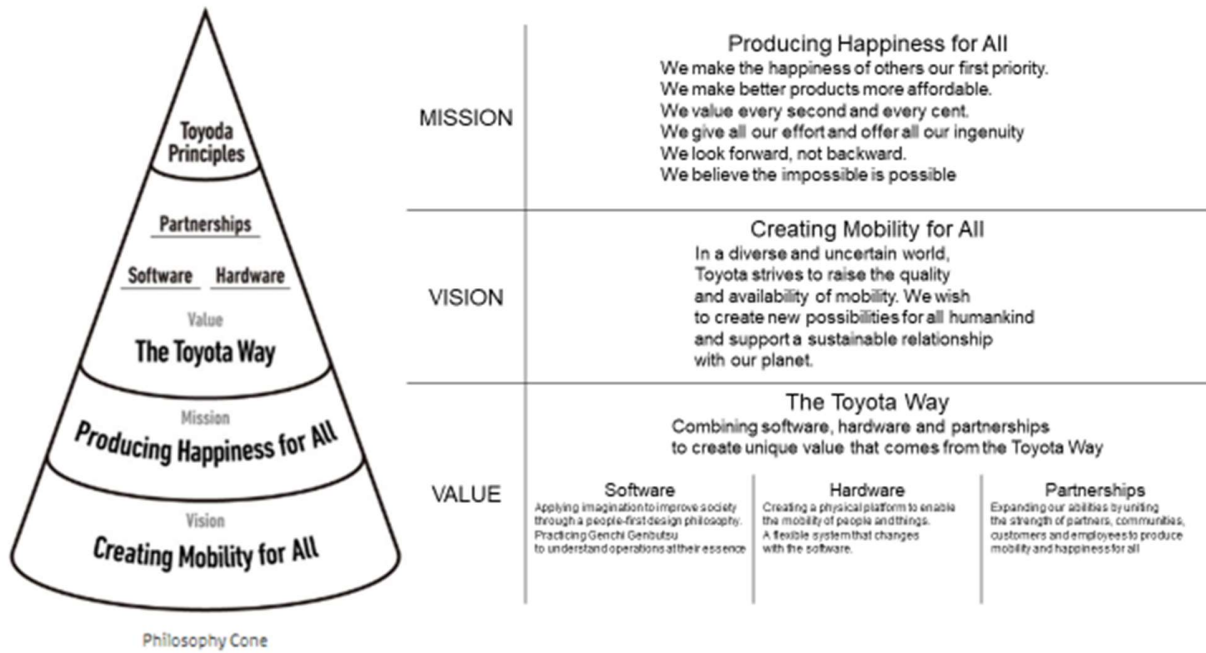 Toyoda
Principles
Partnerships
Software Hardware
Value
The Toyota Way
Mission
Producing Happiness for All
Vision
Creating Mobility for All
Philosophy Cone
MISSION
Producing Happiness for All
We make the happiness of others our first priority.
We make better products more affordable.
We value every second and every cent.
We give all our effort and offer all our ingenuity
We look forward, not backward.
We believe the impossible is possible
VISION
Creating Mobility for All
In a diverse and uncertain world,
Toyota strives to raise the quality
and availability of mobility. We wish
to create new possibilities for all humankind
and support a sustainable relationship
with our planet.
VALUE
The Toyota Way
Combining software, hardware and partnerships
to create unique value that comes from the Toyota Way
Software
Applying imagination to improve society
through a people-first design philosophy.
Practicing Genchi Genbutsu
to understand operations at their essence
Hardware
Creating a physical platform to enable
the mobility of people and things.
A flexible system that changes
with the software.
Partnerships
Expanding our abilities by uniting
the strength of partners, communities,
customers and employees to produce
mobility and happiness for all